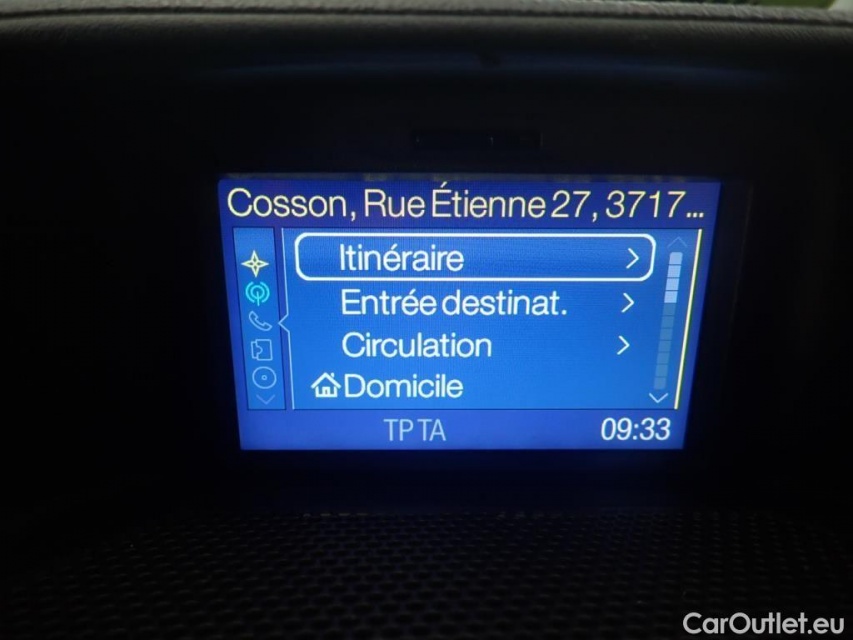 Cosson, Rue Étienne 27, 3717...
Itinéraire
Entrée destinat.
Circulation
Domicile
TP TA 09:33
CarOutlet.eu